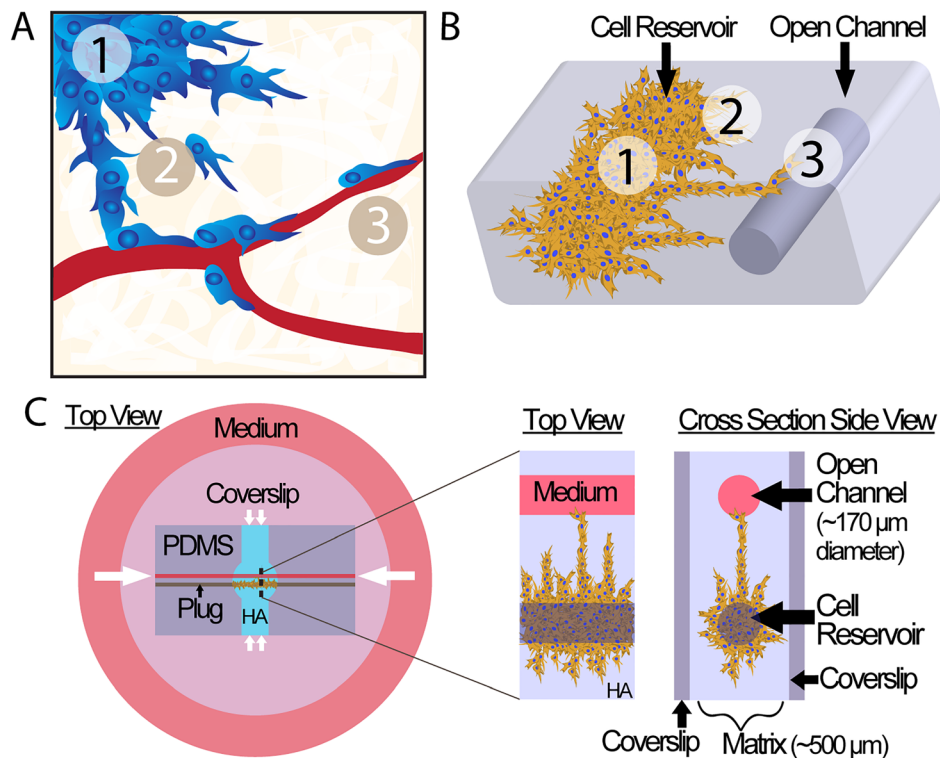 A
1
2
3
B
Cell Reservoir
Open Channel
1
2
3
C
Top View
Medium
Coverslip
PDMS
Plug
HA
Top View
Medium
HA
Cross Section Side View
Open
Channel
(~170 µm
diameter)
Cell
Reservoir
Coverslip
Coverslip
Matrix (~500 µm)